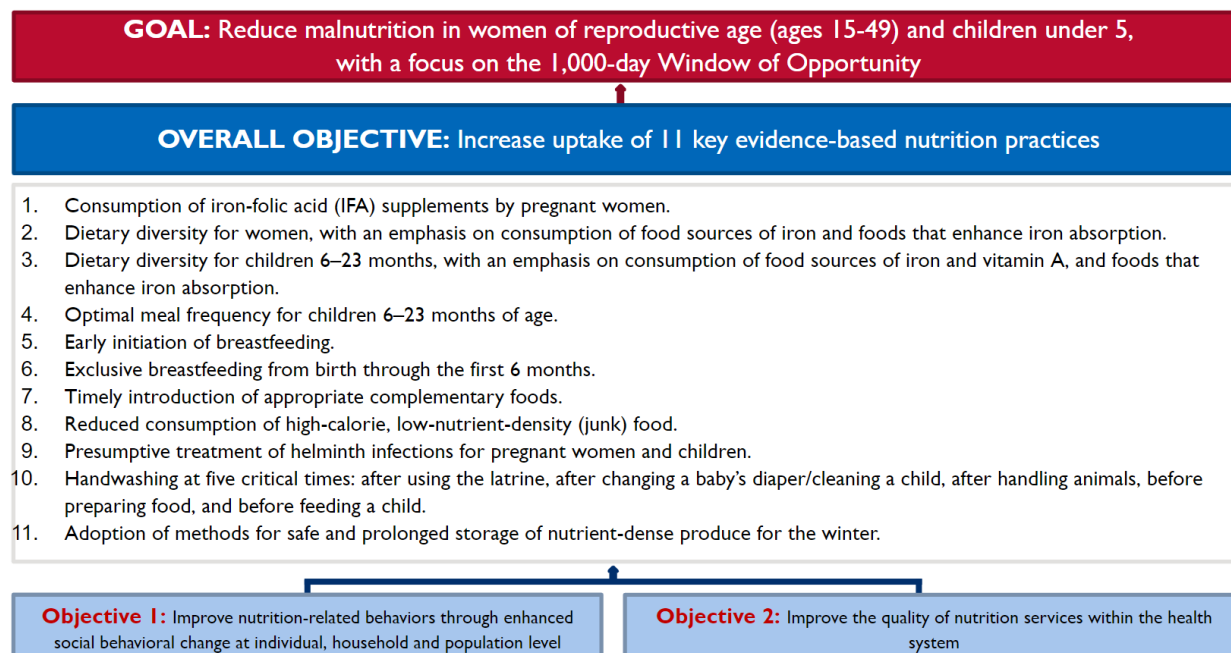 GOAL: Reduce malnutrition in women of reproductive age (ages 15-49) and children under 5,
with a focus on the 1,000-day Window of Opportunity
OVERALL OBJECTIVE: Increase uptake of 11 key evidence-based nutrition practices
1. Consumption of iron-folic acid (IFA) supplements by pregnant women.
2. Dietary diversity for women, with an emphasis on consumption of food sources of iron and foods that enhance iron absorption.
3. Dietary diversity for children 6–23 months, with an emphasis on consumption of food sources of iron and vitamin A, and foods that
enhance iron absorption.
4. Optimal meal frequency for children 6–23 months of age.
5. Early initiation of breastfeeding.
6. Exclusive breastfeeding from birth through the first 6 months.
7. Timely introduction of appropriate complementary foods.
8. Reduced consumption of high-calorie, low-nutrient-density (junk) food.
9. Presumptive treatment of helminth infections for pregnant women and children.
10. Handwashing at five critical times: after using the latrine, after changing a baby’s diaper/cleaning a child, after handling animals, before
preparing food, and before feeding a child.
11. Adoption of methods for safe and prolonged storage of nutrient-dense produce for the winter.
Objective 1: Improve nutrition-related behaviors through enhanced
social behavioral change at individual, household and population level
Objective 2: Improve the quality of nutrition services within the health
system